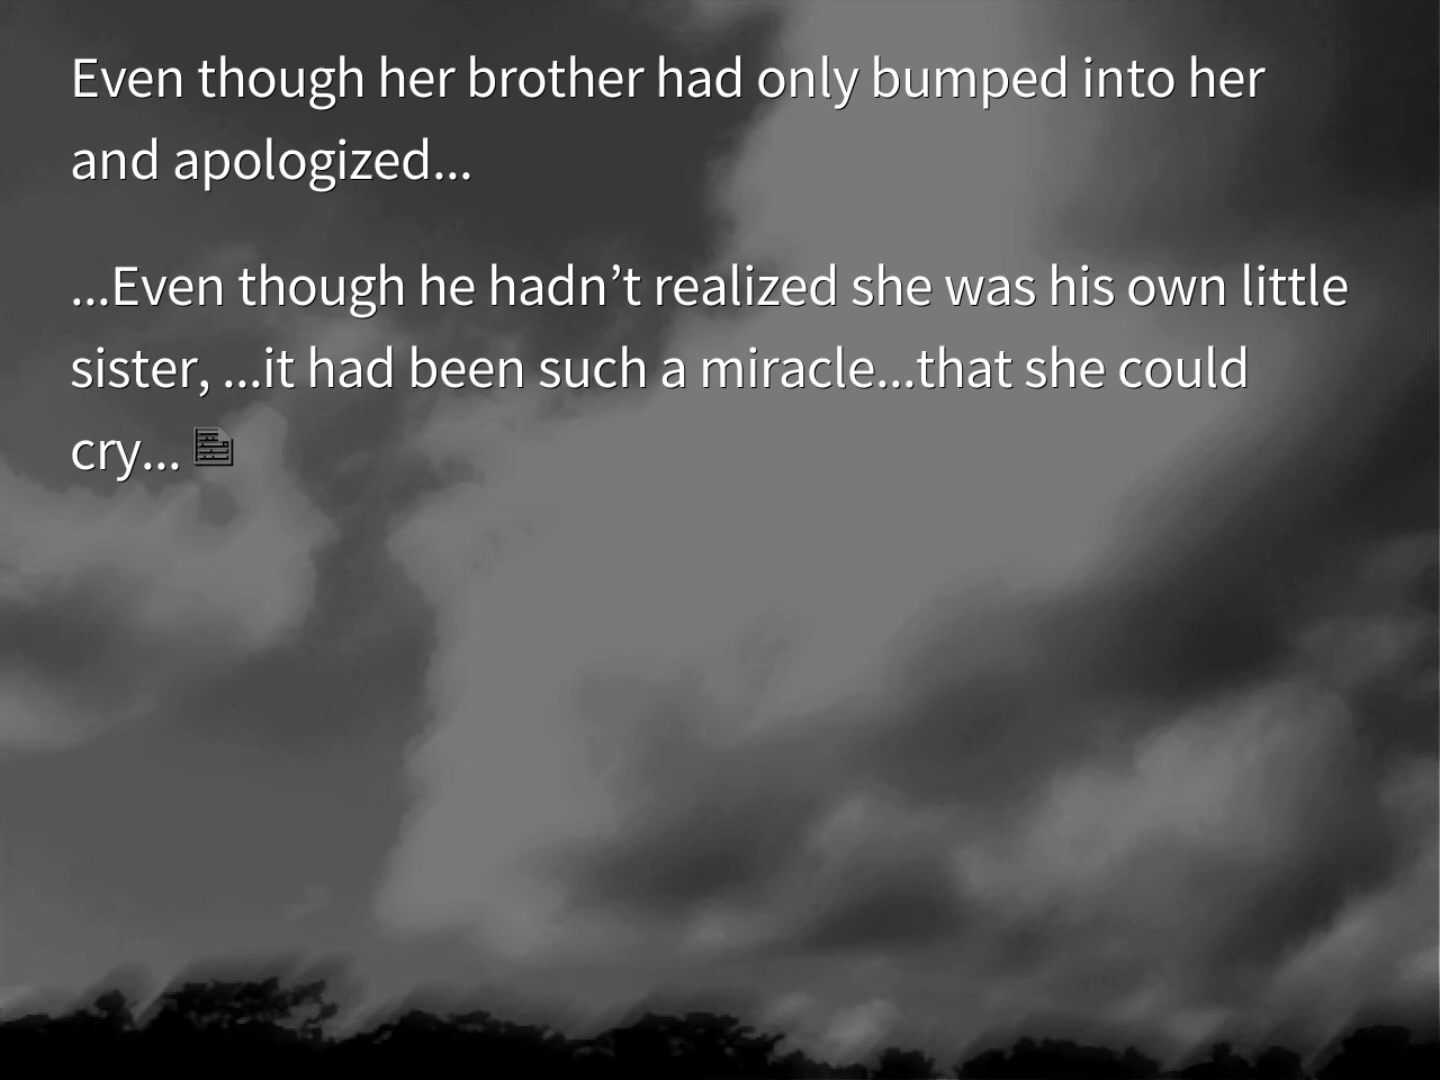 Even though her brother had only bumped into her
and apologized...
...Even though he hadn’t realized she was his own little
sister, ...it had been such a miracle...that she could
cry...